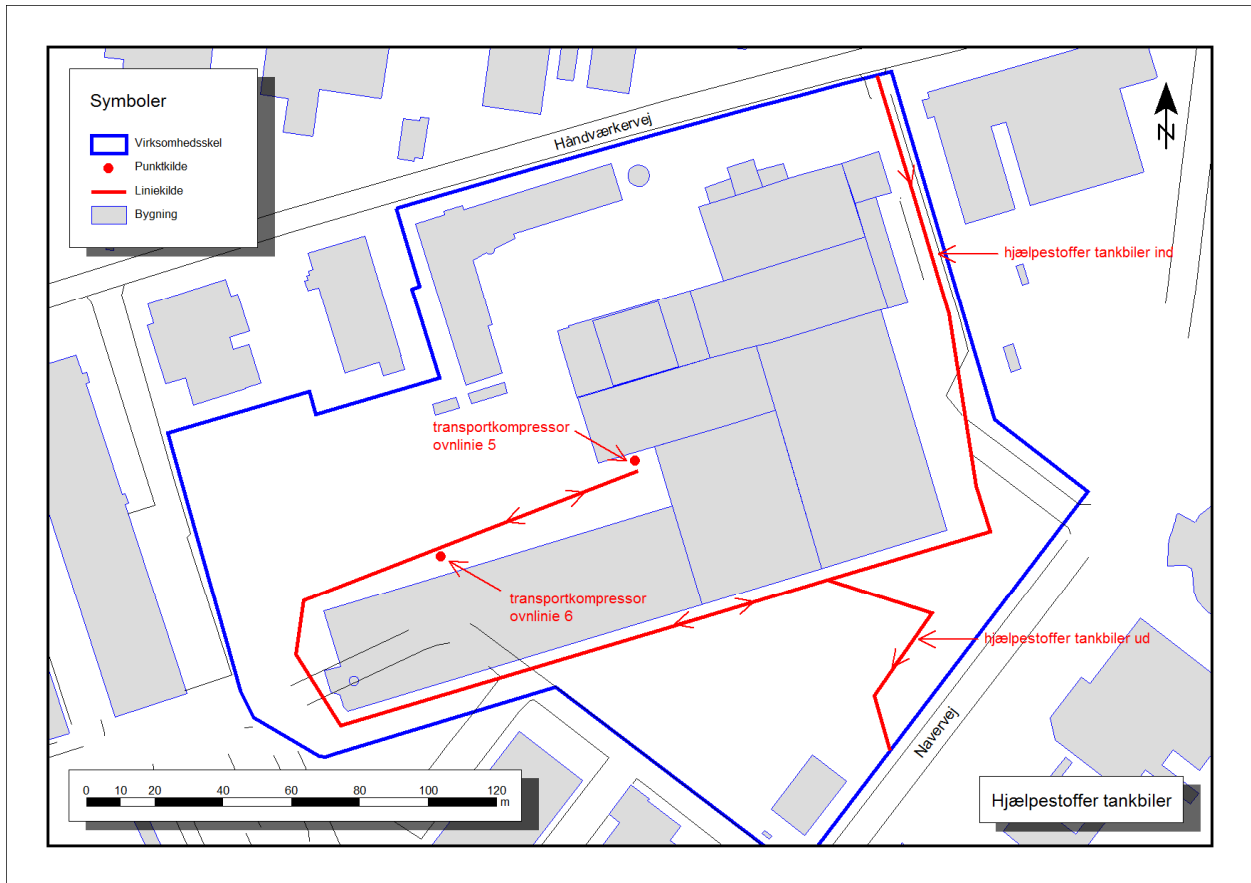 Symboler
Virksomhedsskel
Punktkilde
Liniekilde
Bygning
Håndværkervej
N
hjælpestoffer tankbiler ind
transportkompressor
ovnlinie 5
transportkompressor
ovnlinie 6
hjælpestoffer tankbiler ud
Navervej
0 10 20 40 60 80 100 120
m
Hjælpestoffer tankbiler